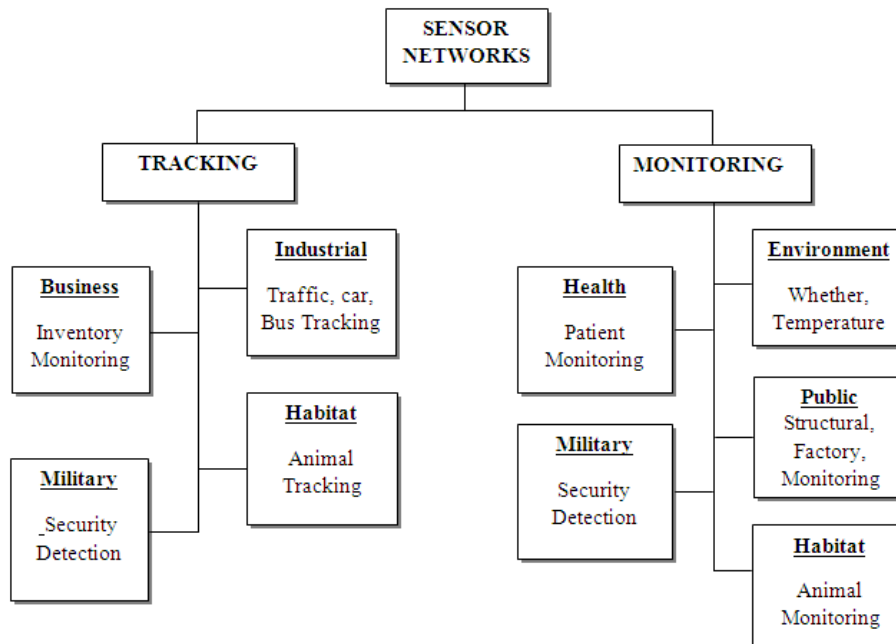 SENSOR
NETWORKS
TRACKING
MONITORING
Business
Inventory
Monitoring
Industrial
Traffic, car,
Bus Tracking
Military
_Security
Detection
Habitat
Animal
Tracking
Health
Patient
Monitoring
Environment
Whether,
Temperature
Military
Security
Detection
Public
Structural,
Factory,
Monitoring
Habitat
Animal
Monitoring